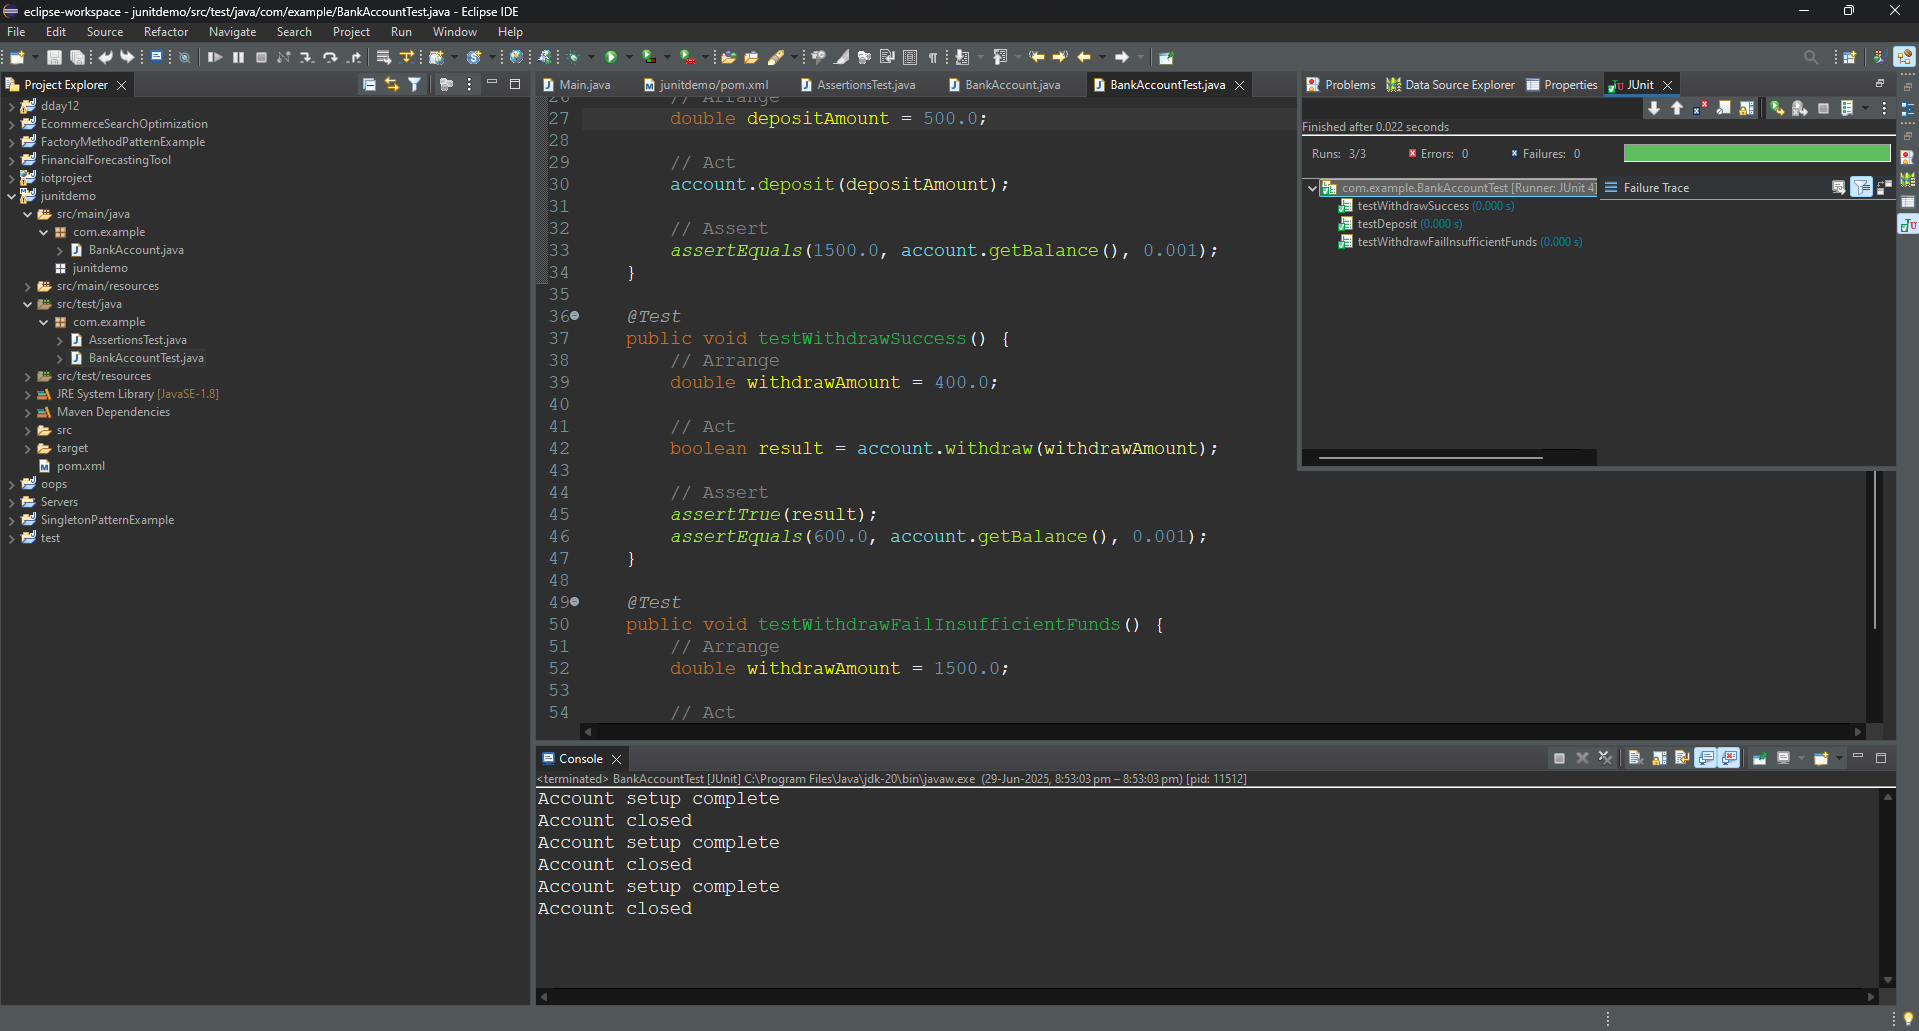 eclipse-workspace - junitdemo/src/test/java/com/example/BankAccountTest.java - Eclipse IDE
File Edit Source Refactor Navigate Search Project Run Window Help
Project Explorer
dday12
EcommerceSearchOptimization
FactoryMethodPatternExample
FinancialForecastingTool
iotproject
junitdemo
src/main/java
com.example
BankAccount.java
junitdemo
src/main/resources
src/test/java
com.example
AssertionsTest.java
BankAccountTest.java
src/test/resources
JRE System Library [JavaSE-1.8]
Maven Dependencies
src
target
pom.xml
oops
Servers
SingletonPatternExample
test
Main.java junitdemo/pom.xml AssertionsTest.java BankAccount.java BankAccountTest.java
26 // Arrange
27 double depositAmount = 500.0;
28
29 // Act
30 account.deposit(depositAmount);
31
32 // Assert
33 assertEquals(1500.0, account.getBalance(), 0.001);
34 }
35
36 @Test
37 public void testWithdrawSuccess() {
38 // Arrange
39 double withdrawAmount = 400.0;
40
41 // Act
42 boolean result = account.withdraw(withdrawAmount);
43
44 // Assert
45 assertTrue(result);
46 assertEquals(600.0, account.getBalance(), 0.001);
47 }
48
49 @Test
50 public void testWithdrawFailInsufficientFunds() {
51 // Arrange
52 double withdrawAmount = 1500.0;
53
54 // Act
Problems Data Source Explorer Properties JUnit
Finished after 0.022 seconds
Runs: 3/3 Errors: 0 Failures: 0
com.example.BankAccountTest [Runner: JUnit 4]
Failure Trace
testWithdrawSuccess (0.000 s)
testDeposit (0.000 s)
testWithdrawFailInsufficientFunds (0.000 s)
Console
<terminated> BankAccountTest [JUnit] C:\Program Files\Java\jdk-20\bin\javaw.exe (29-Jun-2025, 8:53:03 pm – 8:53:03 pm) [pid: 11512]
Account setup complete
Account closed
Account setup complete
Account closed
Account setup complete
Account closed